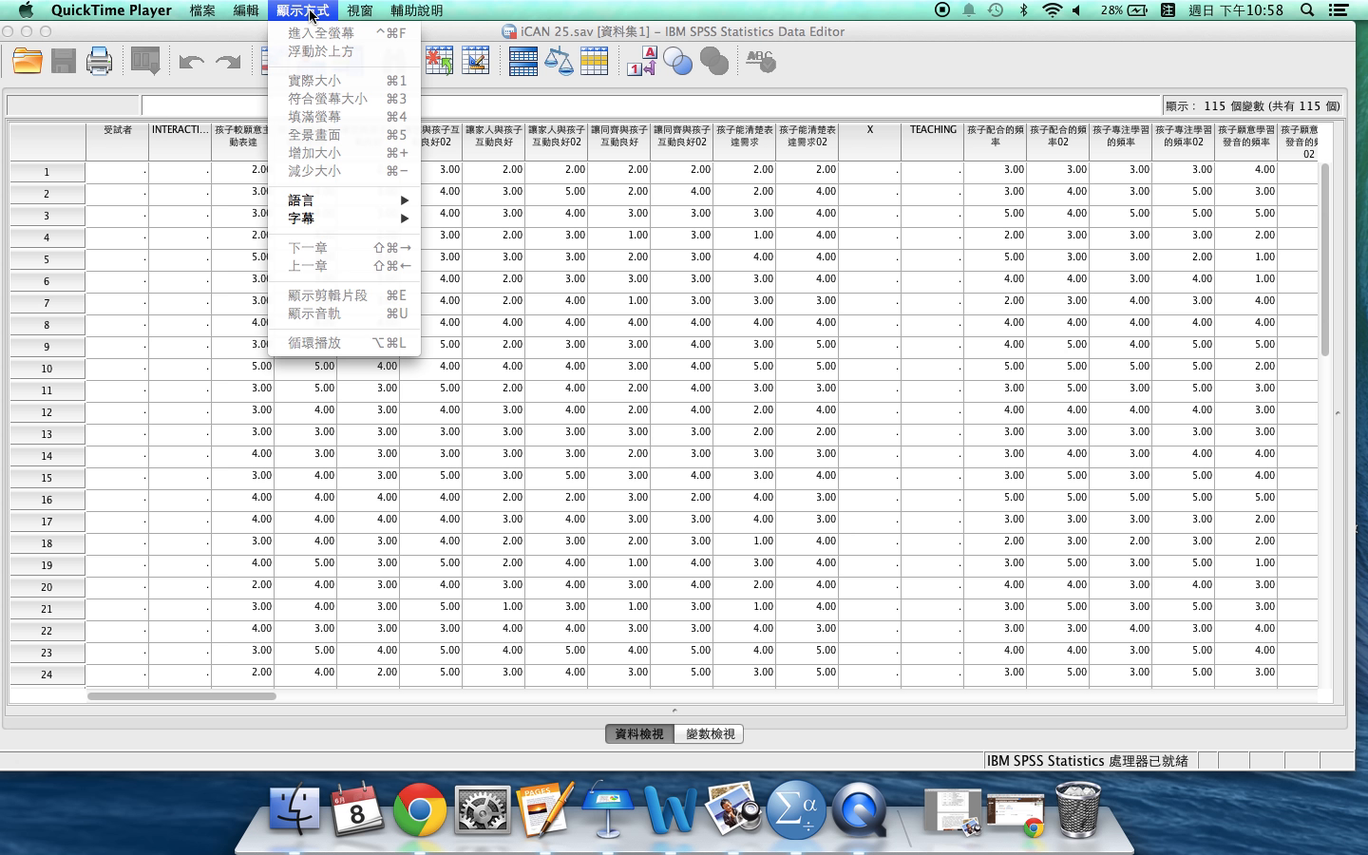 QuickTime Player 檔案 編輯 顯示方式 視窗 輔助說明 28% 注 週日 下午10:58
iCAN 25.sav [資料集1] – IBM SPSS Statistics Data Editor
進入全螢幕 ^⌘F
浮動於上方
實際大小 ⌘1
符合螢幕大小 ⌘3
填滿螢幕 ⌘4
全景畫面 ⌘5
增加大小 ⌘+
減少大小 ⌘−
語言 ▶
字幕 ▶
下一章 ⇧⌘→
上一章 ⇧⌘←
顯示剪輯片段 ⌘E
顯示音軌 ⌘U
循環播放 ⌥⌘L
顯示： 115 個變數 (共有 115 個)
受試者 INTERACTI... 孩子較願意主 與孩子互 讓家人與孩子 讓家人與孩子 讓同齊與孩子 讓同齊與孩子 孩子能清楚表 孩子能清楚表 X TEACHING 孩子配合的頻 孩子配合的頻 孩子專注學習 孩子專注學習 孩子願意學習 孩子願意
動表達 良好02 互動良好 互動良好02 互動良好 互動良好02 達需求 達需求02 率 率02 的頻率 的頻率02 發音的頻率 發音的
02
1 . . 2.00 3.00 2.00 2.00 2.00 2.00 2.00 2.00 . . 3.00 3.00 3.00 3.00 4.00
2 . . 3.00 4.00 3.00 5.00 2.00 4.00 2.00 4.00 . . 3.00 4.00 3.00 5.00 3.00
3 . . 3.00 3.00 2.00 3.00 3.00 3.00 3.00 3.00 . . 5.00 4.00 5.00 4.00 5.00
4 . . 2.00 3.00 2.00 3.00 1.00 3.00 1.00 4.00 . . 3.00 3.00 3.00 3.00 2.00
5 . . 5.00 3.00 3.00 3.00 2.00 2.00 3.00 4.00 . . 5.00 3.00 3.00 2.00 1.00
6 . . 3.00 4.00 2.00 3.00 3.00 3.00 3.00 3.00 . . 4.00 4.00 3.00 4.00 1.00
7 . . 3.00 4.00 2.00 4.00 1.00 3.00 3.00 3.00 . . 2.00 3.00 4.00 3.00 4.00
8 . . 4.00 4.00 4.00 4.00 4.00 4.00 4.00 4.00 . . 4.00 4.00 4.00 4.00 4.00
9 . . 3.00 5.00 2.00 3.00 3.00 4.00 3.00 5.00 . . 3.00 5.00 3.00 5.00 3.00
10 . . 5.00 5.00 4.00 4.00 4.00 4.00 3.00 4.00 5.00 5.00 . . 5.00 5.00 5.00 5.00 2.00
11 . . 3.00 5.00 3.00 5.00 2.00 4.00 2.00 4.00 3.00 5.00 . . 3.00 5.00 5.00 5.00 3.00
12 . . 3.00 4.00 3.00 4.00 3.00 4.00 2.00 4.00 2.00 4.00 . . 4.00 4.00 4.00 4.00 3.00
13 . . 3.00 3.00 3.00 3.00 3.00 3.00 3.00 3.00 2.00 2.00 . . 4.00 3.00 3.00 3.00 3.00
14 . . 4.00 3.00 3.00 3.00 2.00 3.00 2.00 3.00 3.00 3.00 . . 3.00 3.00 3.00 4.00 3.00
15 . . 3.00 4.00 3.00 5.00 3.00 5.00 3.00 4.00 3.00 5.00 . . 3.00 5.00 4.00 5.00 4.00
16 . . 4.00 4.00 4.00 4.00 2.00 2.00 3.00 2.00 4.00 3.00 . . 5.00 5.00 5.00 5.00 5.00
17 . . 4.00 4.00 4.00 4.00 3.00 4.00 3.00 4.00 3.00 4.00 . . 3.00 3.00 3.00 3.00 2.00
18 . . 3.00 4.00 3.00 4.00 2.00 3.00 2.00 3.00 1.00 4.00 . . 2.00 3.00 2.00 3.00 2.00
19 . . 4.00 5.00 3.00 5.00 2.00 4.00 1.00 4.00 3.00 4.00 . . 3.00 5.00 3.00 5.00 1.00
20 . . 2.00 4.00 3.00 4.00 3.00 4.00 3.00 4.00 2.00 4.00 . . 4.00 4.00 3.00 4.00 3.00
21 . . 3.00 4.00 3.00 5.00 1.00 3.00 1.00 3.00 1.00 4.00 . . 3.00 5.00 3.00 5.00 3.00
22 . . 4.00 3.00 3.00 3.00 4.00 4.00 3.00 3.00 2.00 3.00 . . 3.00 3.00 4.00 3.00 4.00
23 . . 3.00 5.00 4.00 5.00 4.00 5.00 4.00 5.00 4.00 5.00 . . 4.00 4.00 3.00 5.00 3.00
24 . . 2.00 4.00 2.00 5.00 3.00 4.00 3.00 5.00 3.00 5.00 . . 3.00 5.00 3.00 5.00 3.00
資料檢視 變數檢視
IBM SPSS Statistics 處理器已就緒
6月
8
PAGES